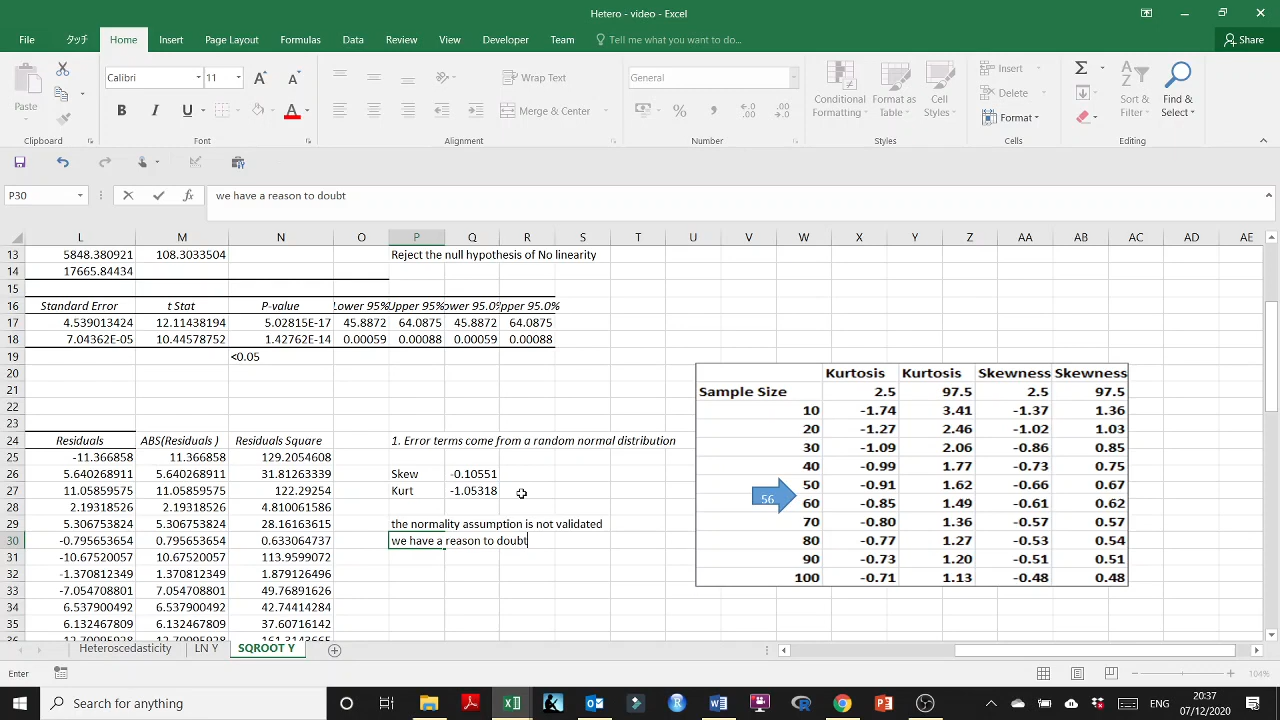 Hetero - video - Excel
File タッチ Home Insert Page Layout Formulas Data Review View Developer Team Tell me what you want to do... Share
Paste Calibri 11 Wrap Text General Conditional Formatting Format as Table Cell Styles Insert Delete Format Sort & Filter Find & Select
B I U A Merge & Center
Clipboard Font Alignment Number Styles Cells Editing
P30 we have a reason to doubt
L M N O P Q R S T U V W X Y Z AA AB AC AD AE
13 5848.380921 108.3033504 Reject the null hypothesis of No linearity
14 17665.84434
15
16 Standard Error t Stat P-value Lower 95% Upper 95% ower 95.0% pper 95.0%
17 4.539013424 12.11438194 5.02815E-17 45.8872 64.0875 45.8872 64.0875
18 7.04362E-05 10.44578752 1.42762E-14 0.00059 0.00088 0.00059 0.00088
19 <0.05
20 Kurtosis Kurtosis Skewness Skewness
21 Sample Size 2.5 97.5 2.5 97.5
22 10 -1.74 3.41 -1.37 1.36
23 20 -1.27 2.46 -1.02 1.03
24 Residuals ABS(Residuals ) Residuals Square 1. Error terms come from a random normal distribution 30 -1.09 2.06 -0.86 0.85
25 -11.366858 11.366858 129.2054608
26 5.640268911 5.640268911 31.81263339 Skew -0.10551 40 -0.99 1.77 -0.73 0.75
27 11.05859575 11.05859575 122.29254 Kurt -1.05318 50 -0.91 1.62 -0.66 0.67
28 2.19318526 2.19318526 4.810061586 56 60 -0.85 1.49 -0.61 0.62
29 5.306753824 5.306753824 28.16163615 the normality assumption is not validated 70 -0.80 1.36 -0.57 0.57
30 -0.795653654 0.795653654 0.633064737 we have a reason to doubt 80 -0.77 1.27 -0.53 0.54
31 -10.67520057 10.67520057 113.9599073 90 -0.73 1.20 -0.51 0.51
32 -1.370812349 1.370812349 1.879126496 100 -0.71 1.13 -0.48 0.48
33 -7.054708801 7.054708801 49.76891626
34 6.537900492 6.537900492 42.74414284
35 6.132467809 6.132467809 37.60716142
36 12.70095928 12.70095928 161.3143665
Heteroscedasticity LN Y SQROOT Y
Enter 104%
Search for anything ENG 20:37
07/12/2020